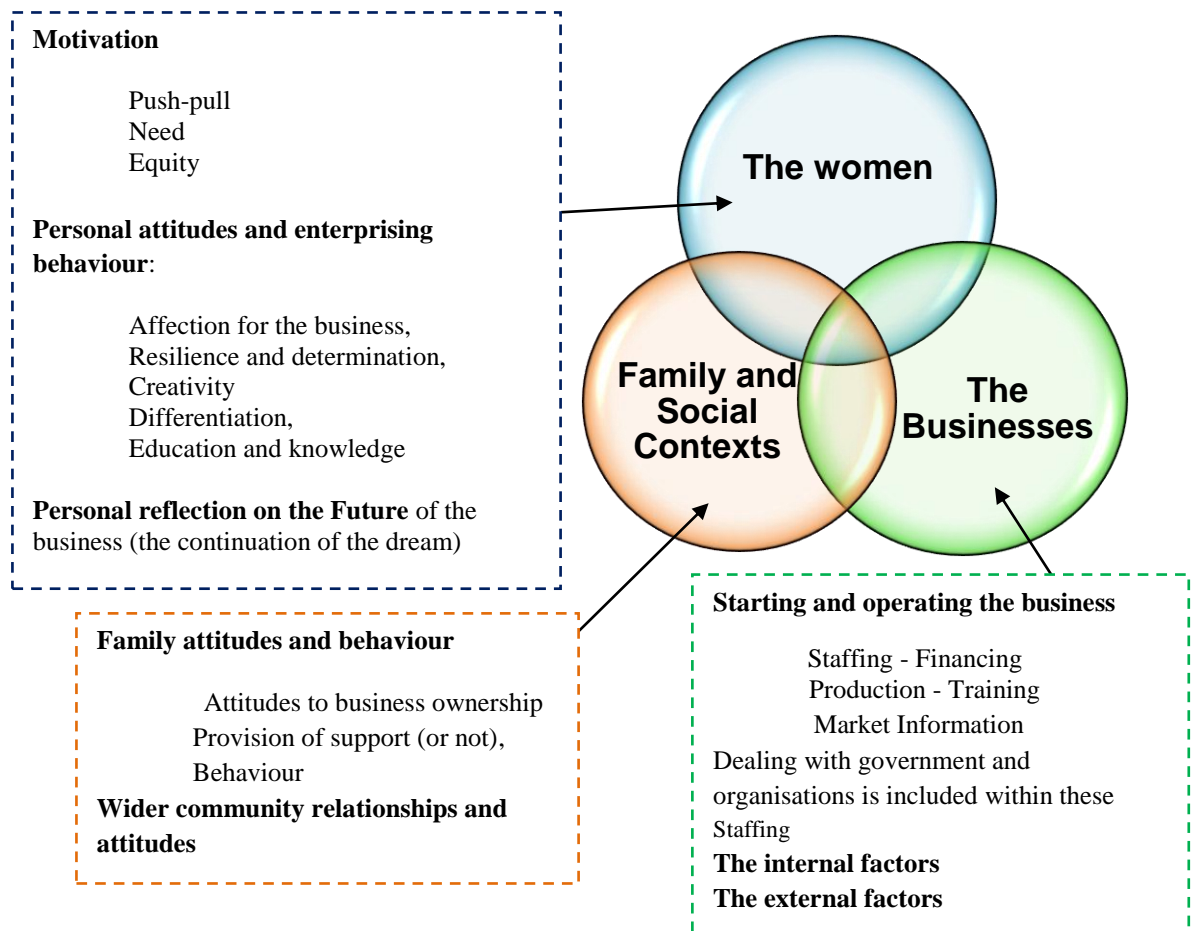 Motivation
Push-pull
Need
Equity
Personal attitudes and enterprising
behaviour:
Affection for the business,
Resilience and determination,
Creativity
Differentiation,
Education and knowledge
Personal reflection on the Future of the
business (the continuation of the dream)
The women
Family and
Social
Contexts
The
Businesses
Family attitudes and behaviour
Attitudes to business ownership
Provision of support (or not),
Behaviour
Wider community relationships and
attitudes
Starting and operating the business
Staffing - Financing
Production - Training
Market Information
Dealing with government and
organisations is included within these
Staffing
The internal factors
The external factors